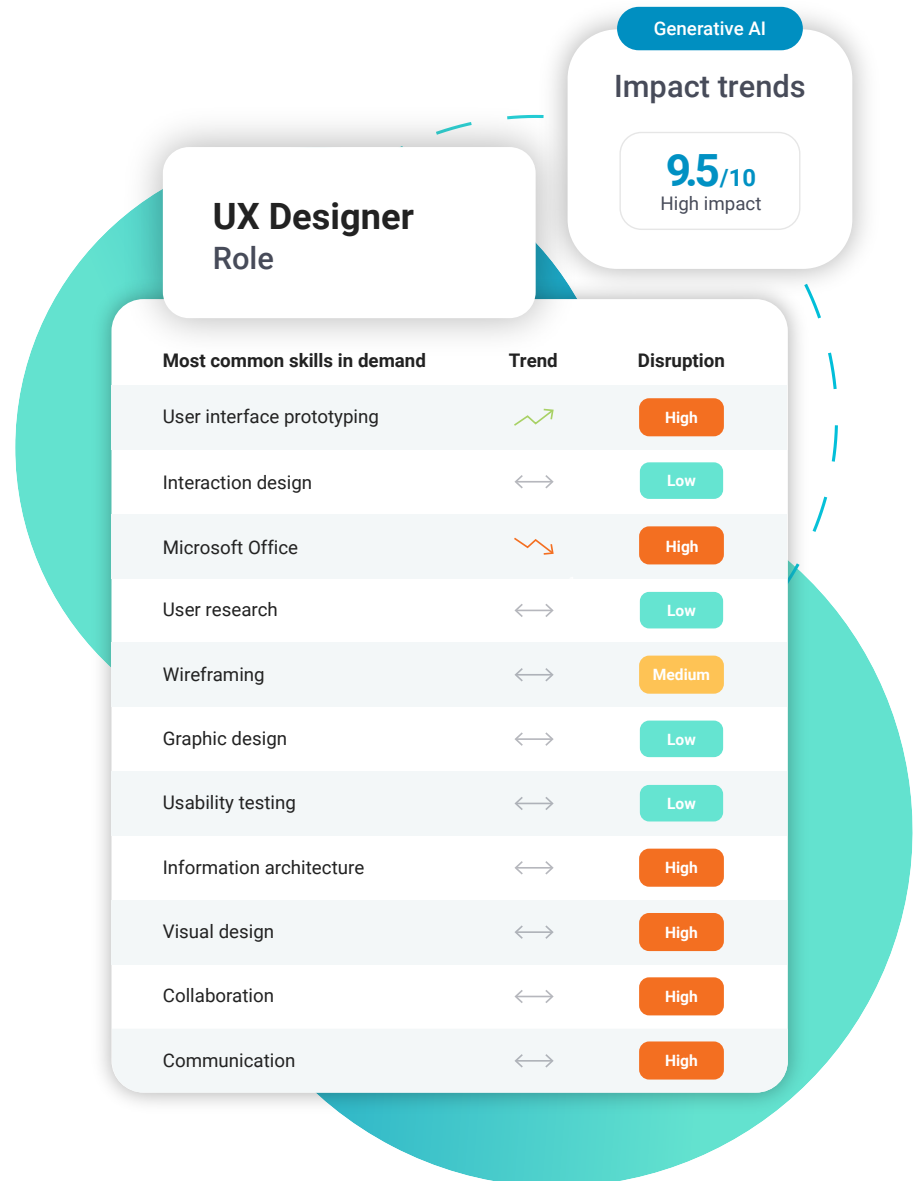 Generative AI
Impact trends
9.5/10
High impact
UX Designer
Role
Most common skills in demand Trend Disruption
User interface prototyping High
Interaction design Low
Microsoft Office High
User research Low
Wireframing Medium
Graphic design Low
Usability testing Low
Information architecture High
Visual design High
Collaboration High
Communication High